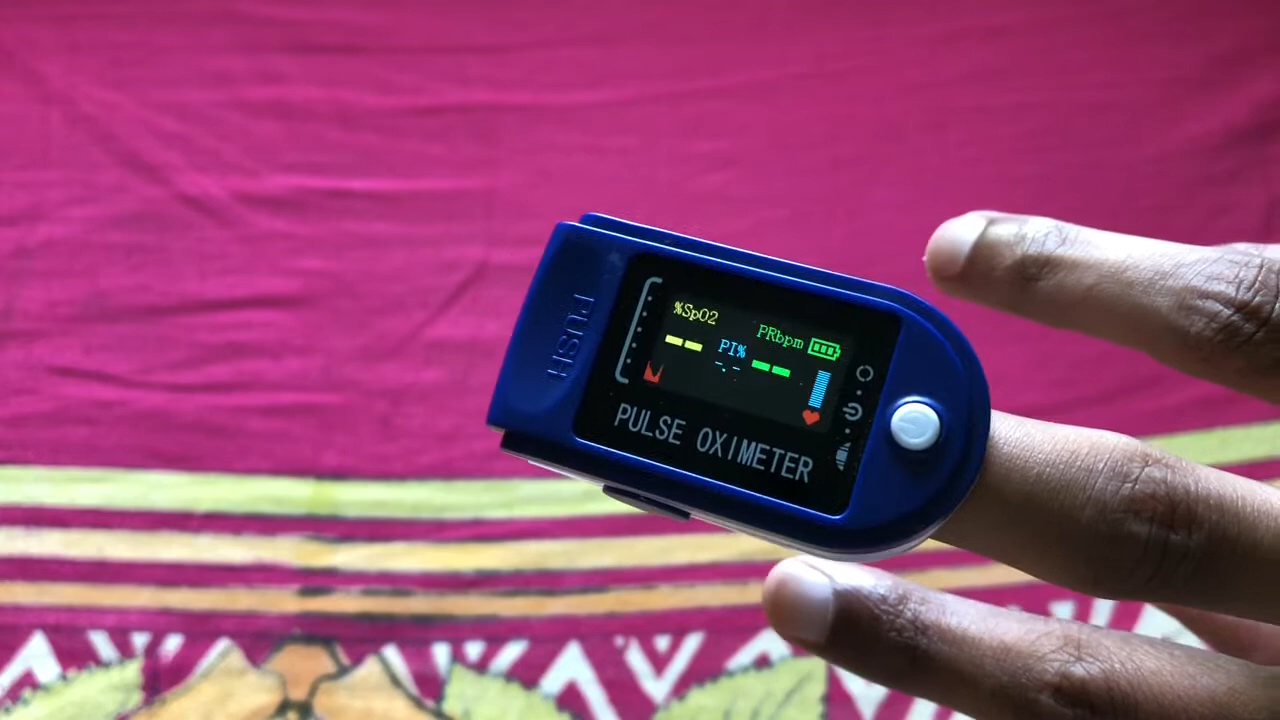 PUSH
%SpO2
PRbpm
PI%
-- 
-.-
--
PULSE OXIMETER